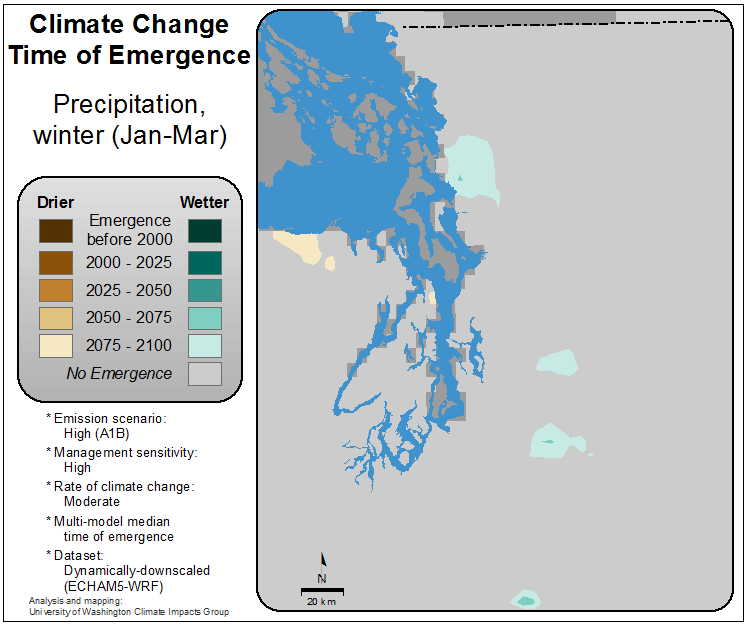 Climate Change
Time of Emergence
Precipitation,
winter (Jan-Mar)
Drier
Wetter
Emergence
before 2000
2000 - 2025
2025 - 2050
2050 - 2075
2075 - 2100
No Emergence
* Emission scenario:
High (A1B)
* Management sensitivity:
High
* Rate of climate change:
Moderate
* Multi-model median
time of emergence
* Dataset:
Dynamically-downscaled
(ECHAM5-WRF)
Analysis and mapping:
University of Washington Climate Impacts Group
N
20 km